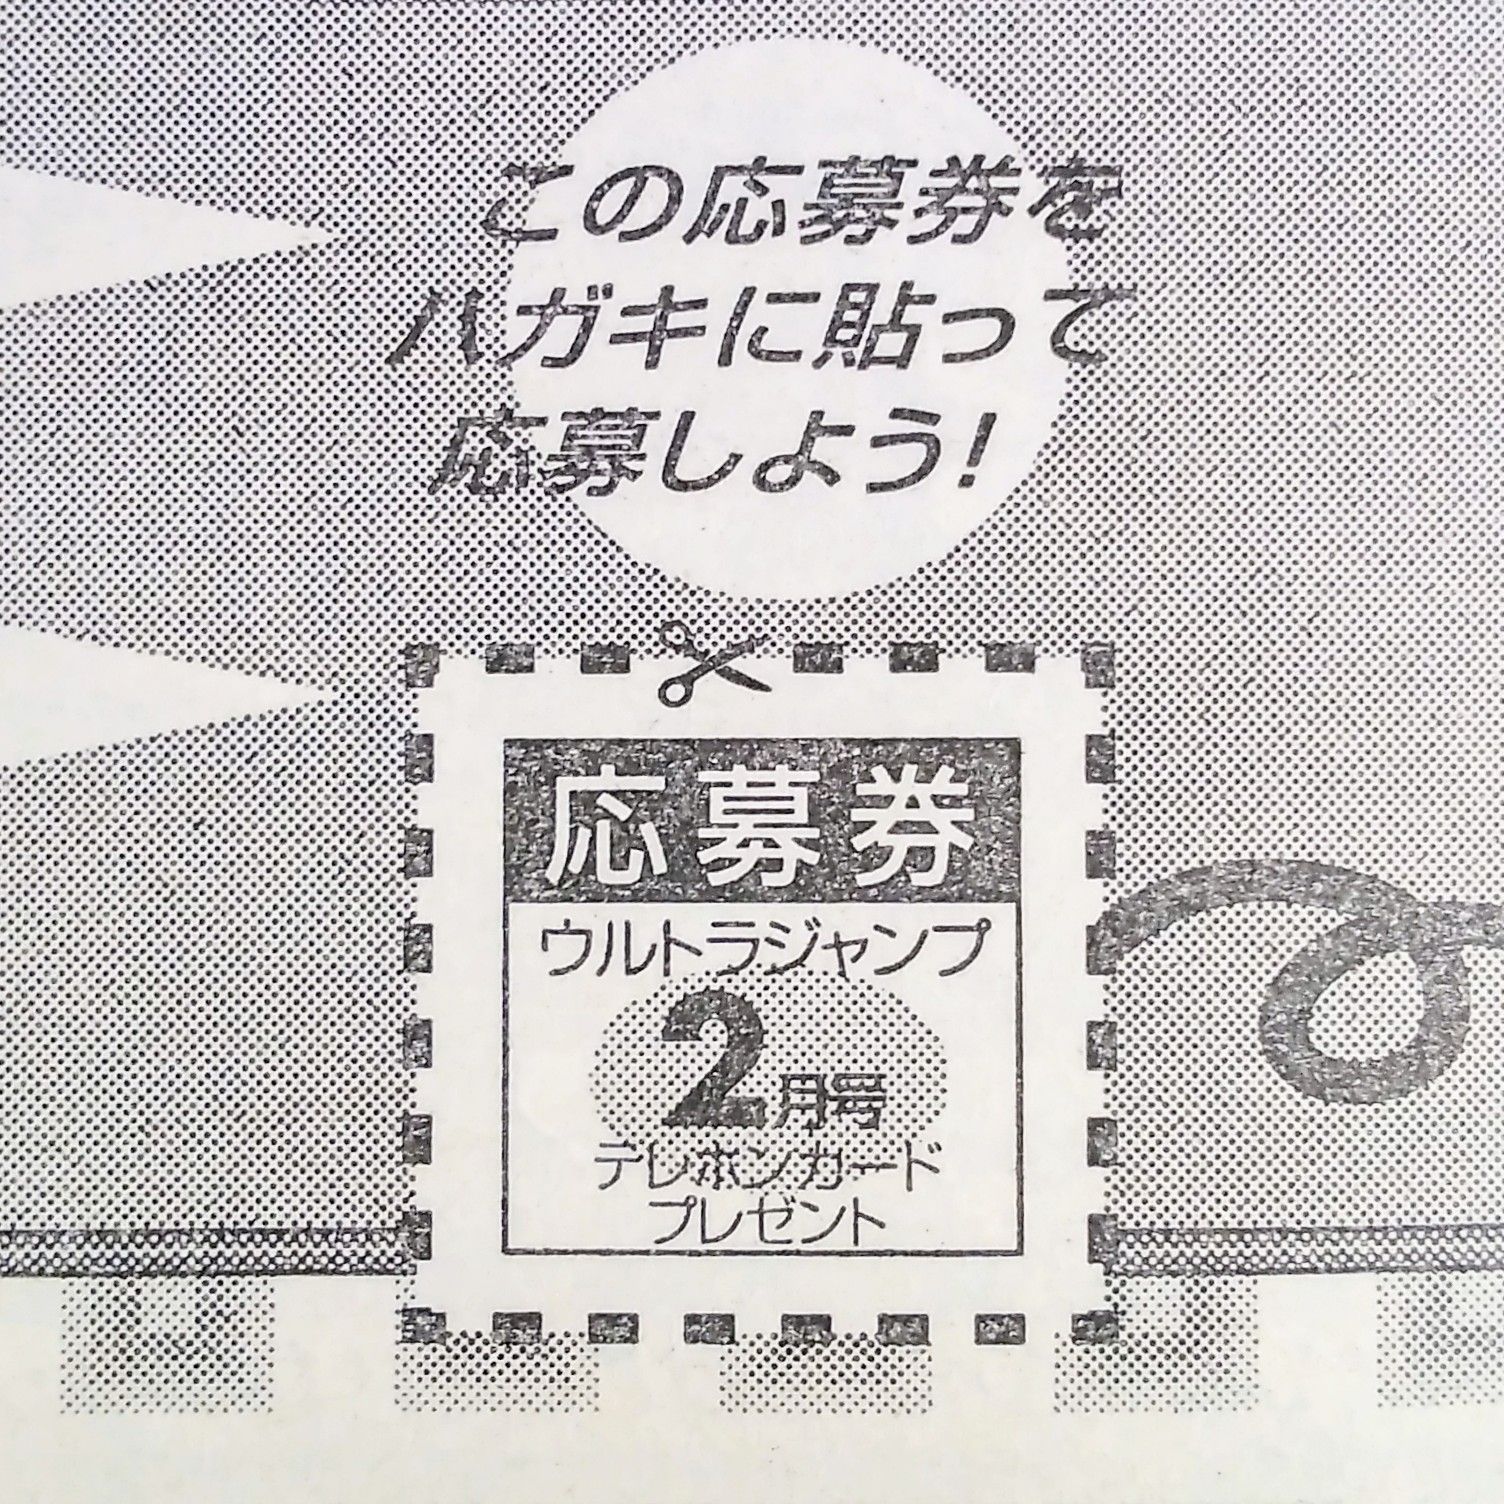 この応募券を
ハガキに貼って
応募しよう!
応募券
ウルトラジャンプ
2月号
テレホンカード
プレゼント